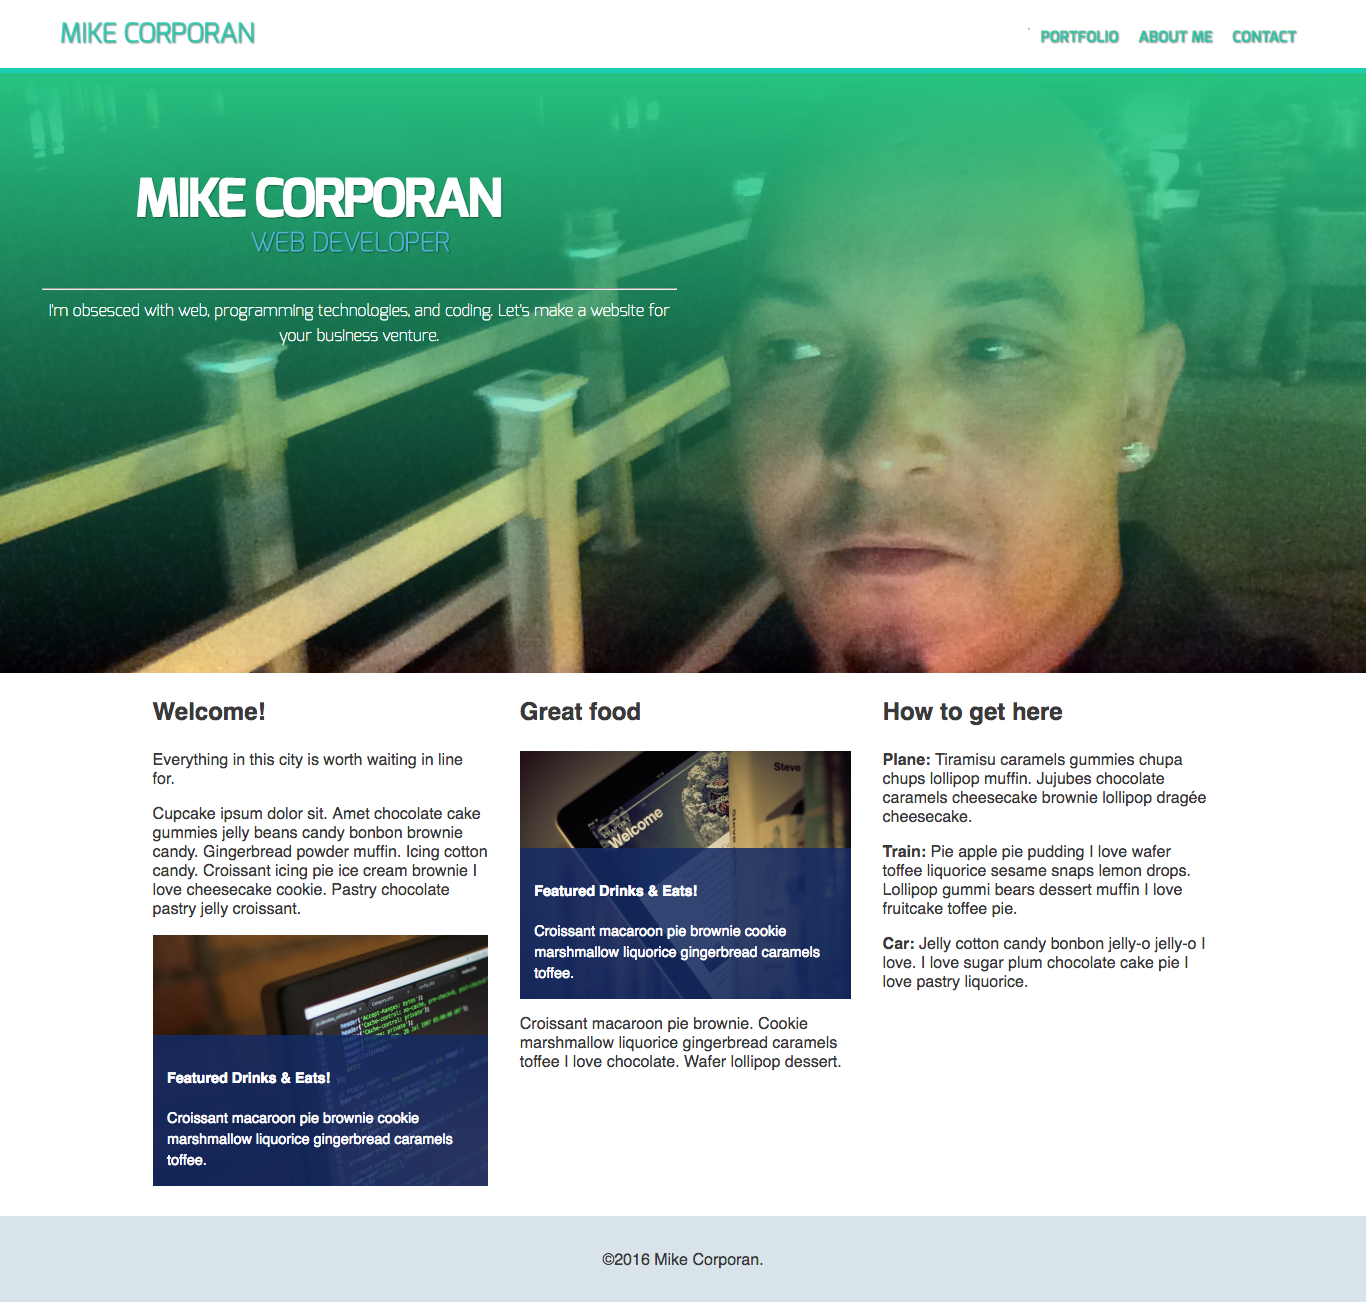 MIKE CORPORAN
PORTFOLIO ABOUT ME CONTACT
MIKE CORPORAN
WEB DEVELOPER
I'm obsesced with web, programming technologies, and coding. Let's make a website for
your business venture.
Welcome!
Everything in this city is worth waiting in line
for.
Cupcake ipsum dolor sit. Amet chocolate cake
gummies jelly beans candy bonbon brownie
candy. Gingerbread powder muffin. Icing cotton
candy. Croissant icing pie ice cream brownie I
love cheesecake cookie. Pastry chocolate
pastry jelly croissant.
header('Accept-Ranges: bytes');
Featured Drinks & Eats!
Croissant macaroon pie brownie cookie
marshmallow liquorice gingerbread caramels
toffee.
Great food
Steve
Welcome
Featured Drinks & Eats!
Croissant macaroon pie brownie cookie
marshmallow liquorice gingerbread caramels
toffee.
Croissant macaroon pie brownie. Cookie
marshmallow liquorice gingerbread caramels
toffee I love chocolate. Wafer lollipop dessert.
How to get here
Plane: Tiramisu caramels gummies chupa
chups lollipop muffin. Jujubes chocolate
caramels cheesecake brownie lollipop dragée
cheesecake.
Train: Pie apple pie pudding I love wafer
toffee liquorice sesame snaps lemon drops.
Lollipop gummi bears dessert muffin I love
fruitcake toffee pie.
Car: Jelly cotton candy bonbon jelly-o jelly-o I
love. I love sugar plum chocolate cake pie I
love pastry liquorice.
©2016 Mike Corporan.